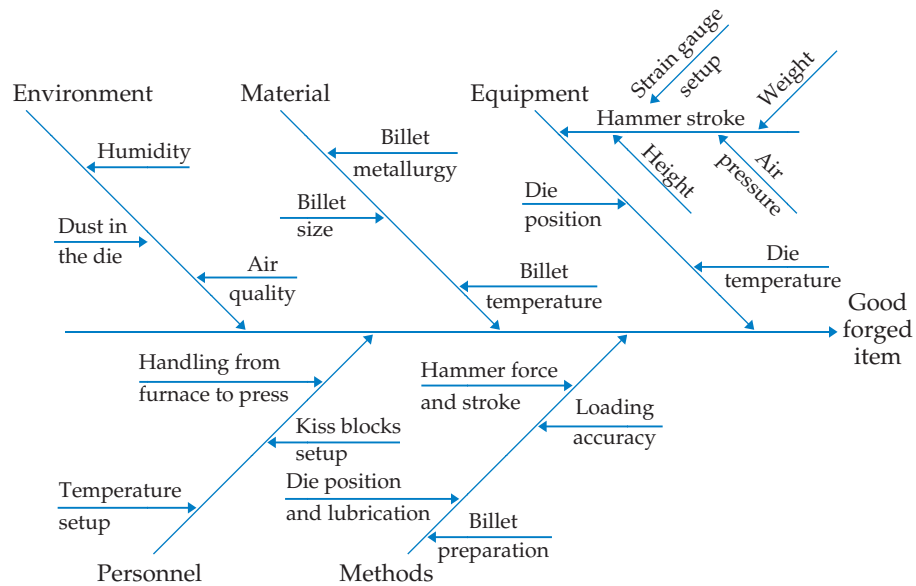 Environment
Humidity
Dust in
the die
Air
quality
Material
Billet
metallurgy
Billet
size
Billet
temperature
Equipment
Strain gauge
setup
Weight
Hammer stroke
Height
Air
pressure
Die
position
Die
temperature
Good
forged
item
Handling from
furnace to press
Kiss blocks
setup
Temperature
setup
Personnel
Hammer force
and stroke
Loading
accuracy
Die position
and lubrication
Billet
preparation
Methods